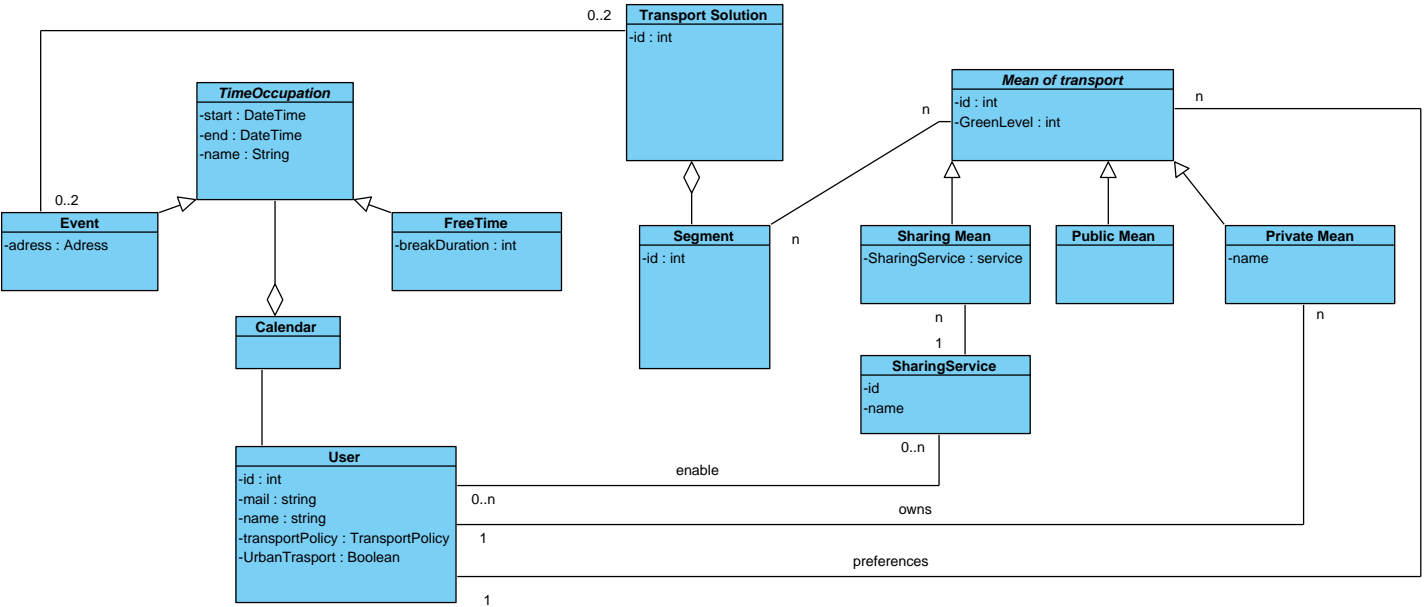 0..2
Transport Solution
-id : int
Mean of transport
-id : int
-GreenLevel : int
n
n
TimeOccupation
-start : DateTime
-end : DateTime
-name : String
0..2
Event
-adress : Adress
FreeTime
-breakDuration : int
Segment
-id : int
n
Sharing Mean
-SharingService : service
Public Mean
Private Mean
-name
n
n
1
Calendar
SharingService
-id
-name
0..n
User
-id : int
-mail : string
-name : string
-transportPolicy : TransportPolicy
-UrbanTrasport : Boolean
enable
0..n
owns
1
preferences
1